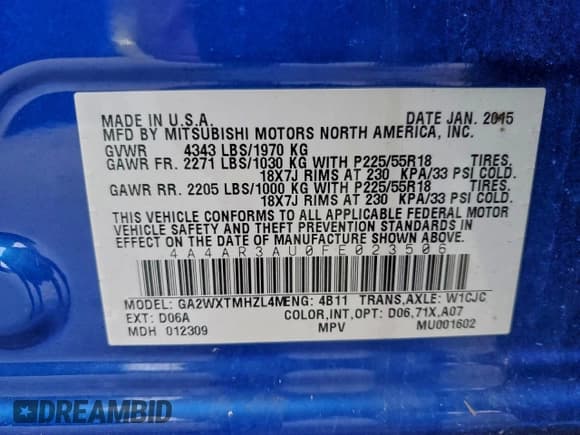 MADE IN U.S.A. DATE JAN. 2015
MFD BY MITSUBISHI MOTORS NORTH AMERICA, INC.
GVWR 4343 LBS/1970 KG
GAWR FR. 2271 LBS/1030 KG WITH P225/55R18 TIRES.
18X7J RIMS AT 230 KPA/33 PSI COLD.
GAWR RR. 2205 LBS/1000 KG WITH P225/55R18 TIRES.
18X7J RIMS AT 230 KPA/33 PSI COLD.
THIS VEHICLE CONFORMS TO ALL APPLICABLE FEDERAL MOTOR
VEHICLE SAFETY AND THEFT PREVENTION STANDARDS IN EFFECT
ON THE DATE OF MANUFACTURE SHOWN ABOVE.
4A4AR3AU0FE023506
MODEL: GA2WXTMHZL4M ENG: 4B11 TRANS,AXLE: W1CJC
EXT: D06A COLOR,INT,OPT: D06,71X,A07
MDH 012309 MPV MU001602
DREAMBID